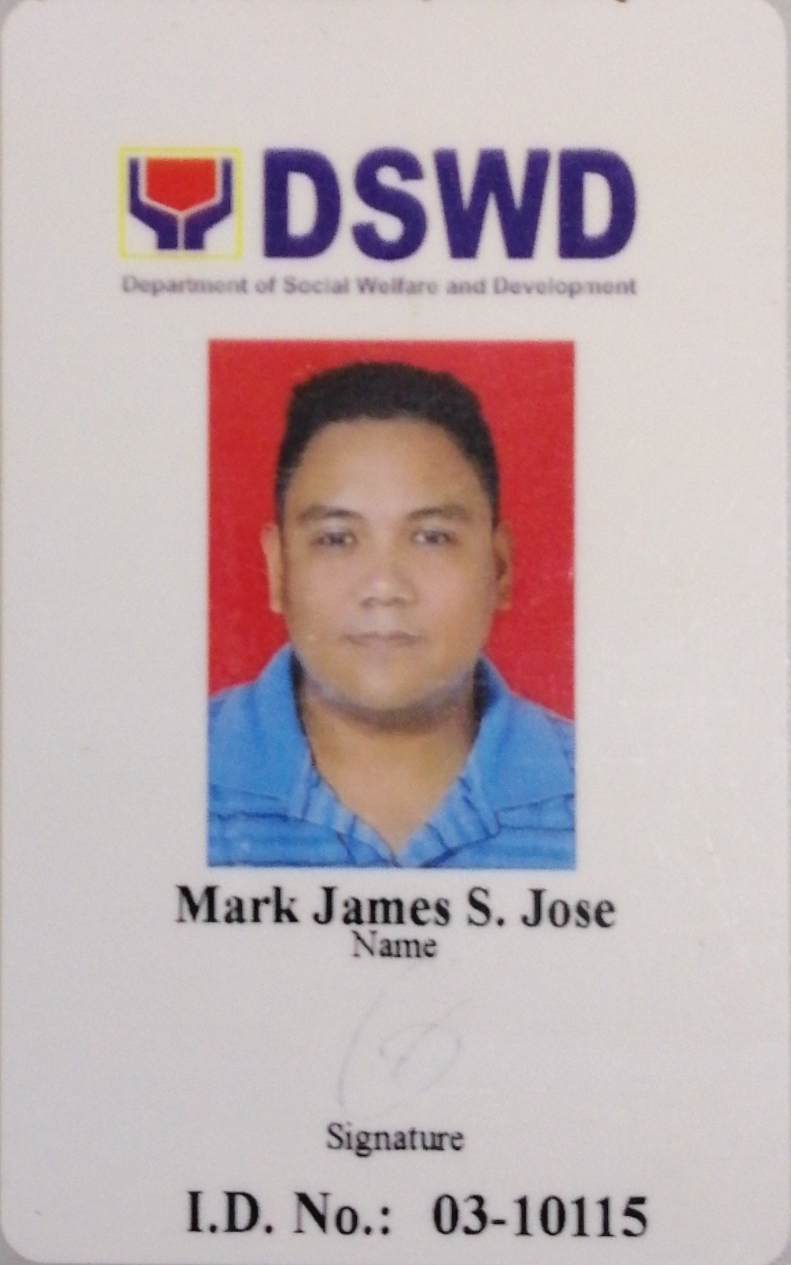 DSWD
Department of Social Welfare and Development
Mark James S. Jose
Name
Signature
I.D. No.: 03-10115